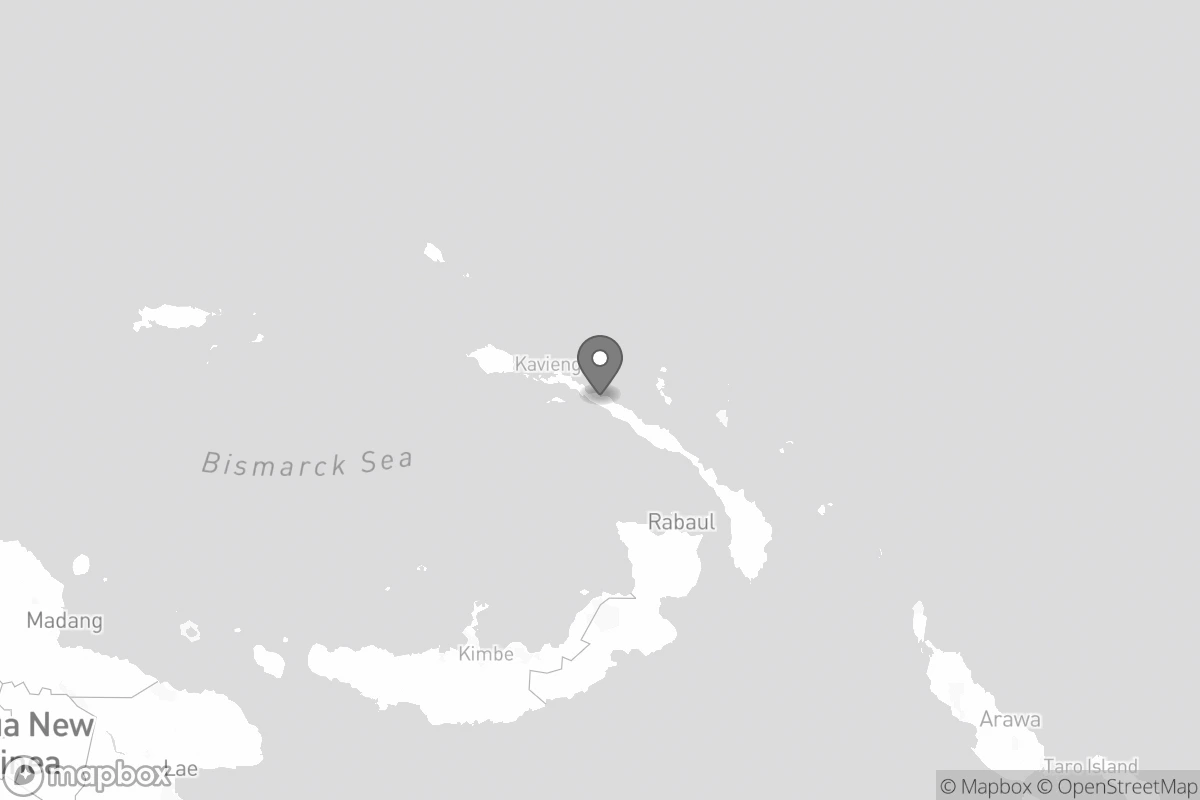 Kavieng
Bismarck Sea
Rabaul
Madang
Kimbe
Arawa
ua New
inea
Lae
Taro Island
mapbox
© Mapbox © OpenStreetMap